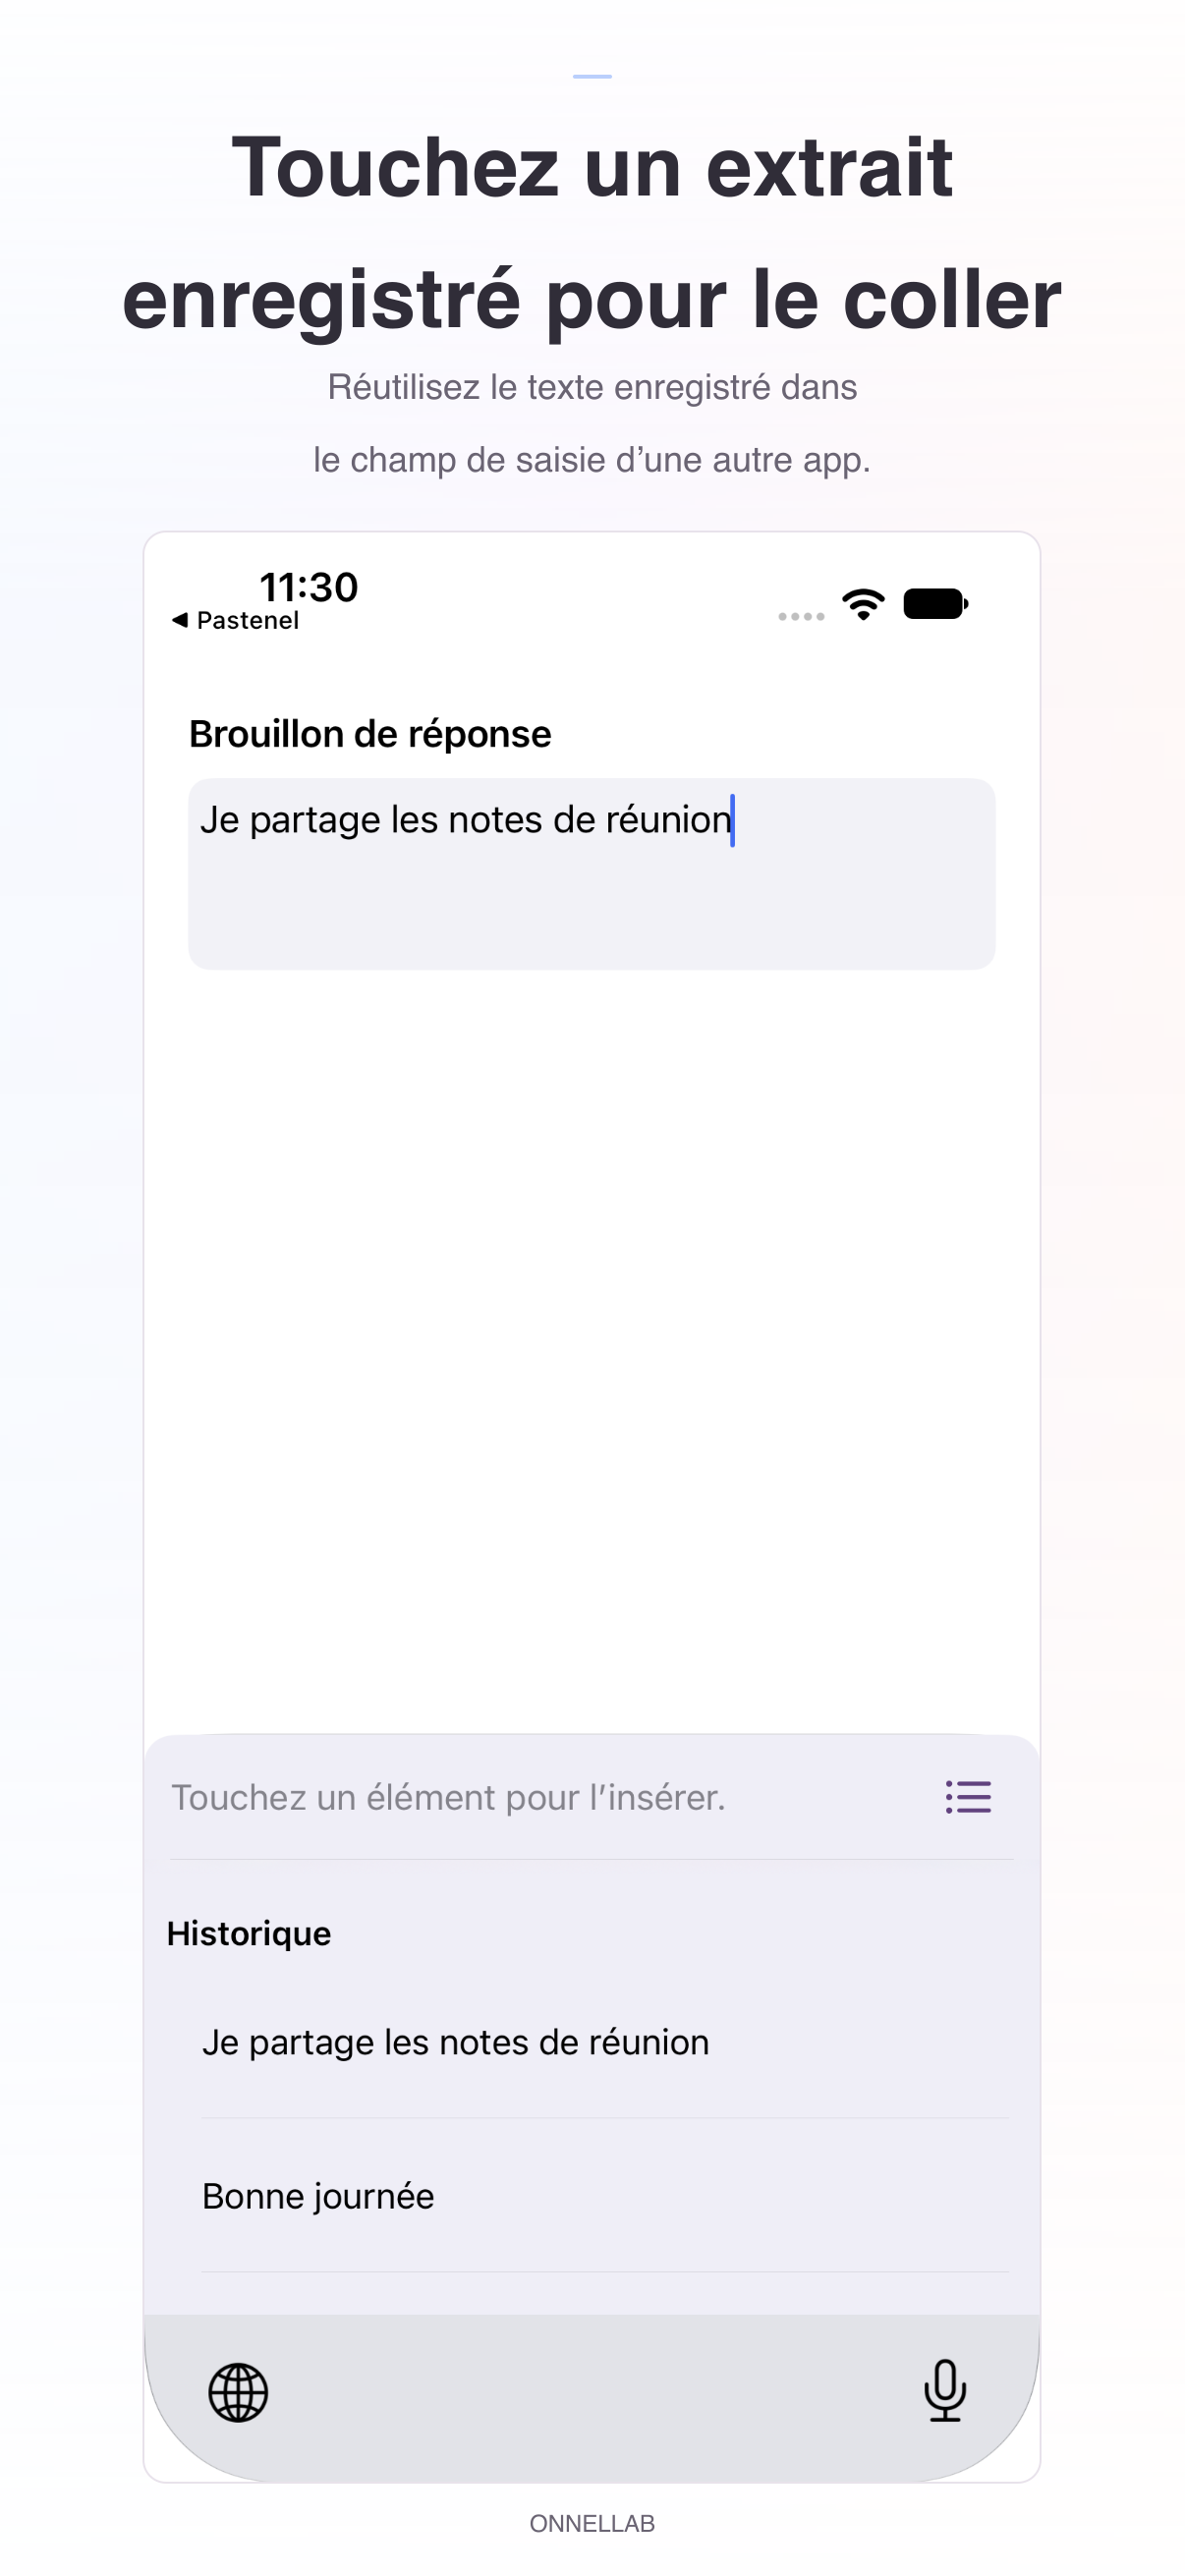 Touchez un extrait
enregistré pour le coller
Réutilisez le texte enregistré dans
le champ de saisie d’une autre app.
11:30
◀ Pastenel
Brouillon de réponse
Je partage les notes de réunion
Touchez un élément pour l’insérer.
Historique
Je partage les notes de réunion
Bonne journée
ONNELLAB